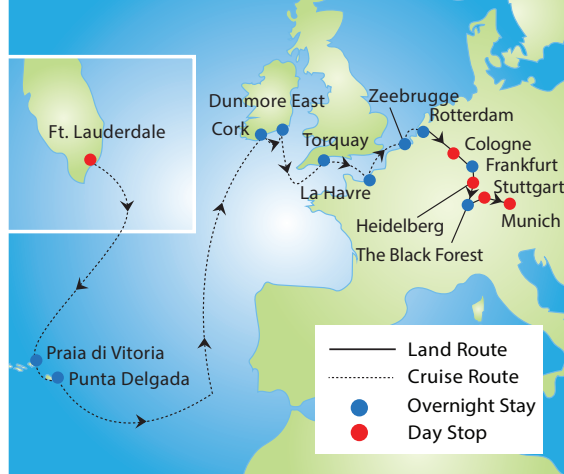 Ft. Lauderdale
Dunmore East
Cork
Torquay
La Havre
Zeebrugge
Rotterdam
Cologne
Frankfurt
Stuttgart
Heidelberg
Munich
The Black Forest
Praia di Vitoria
Punta Delgada
Land Route
Cruise Route
Overnight Stay
Day Stop